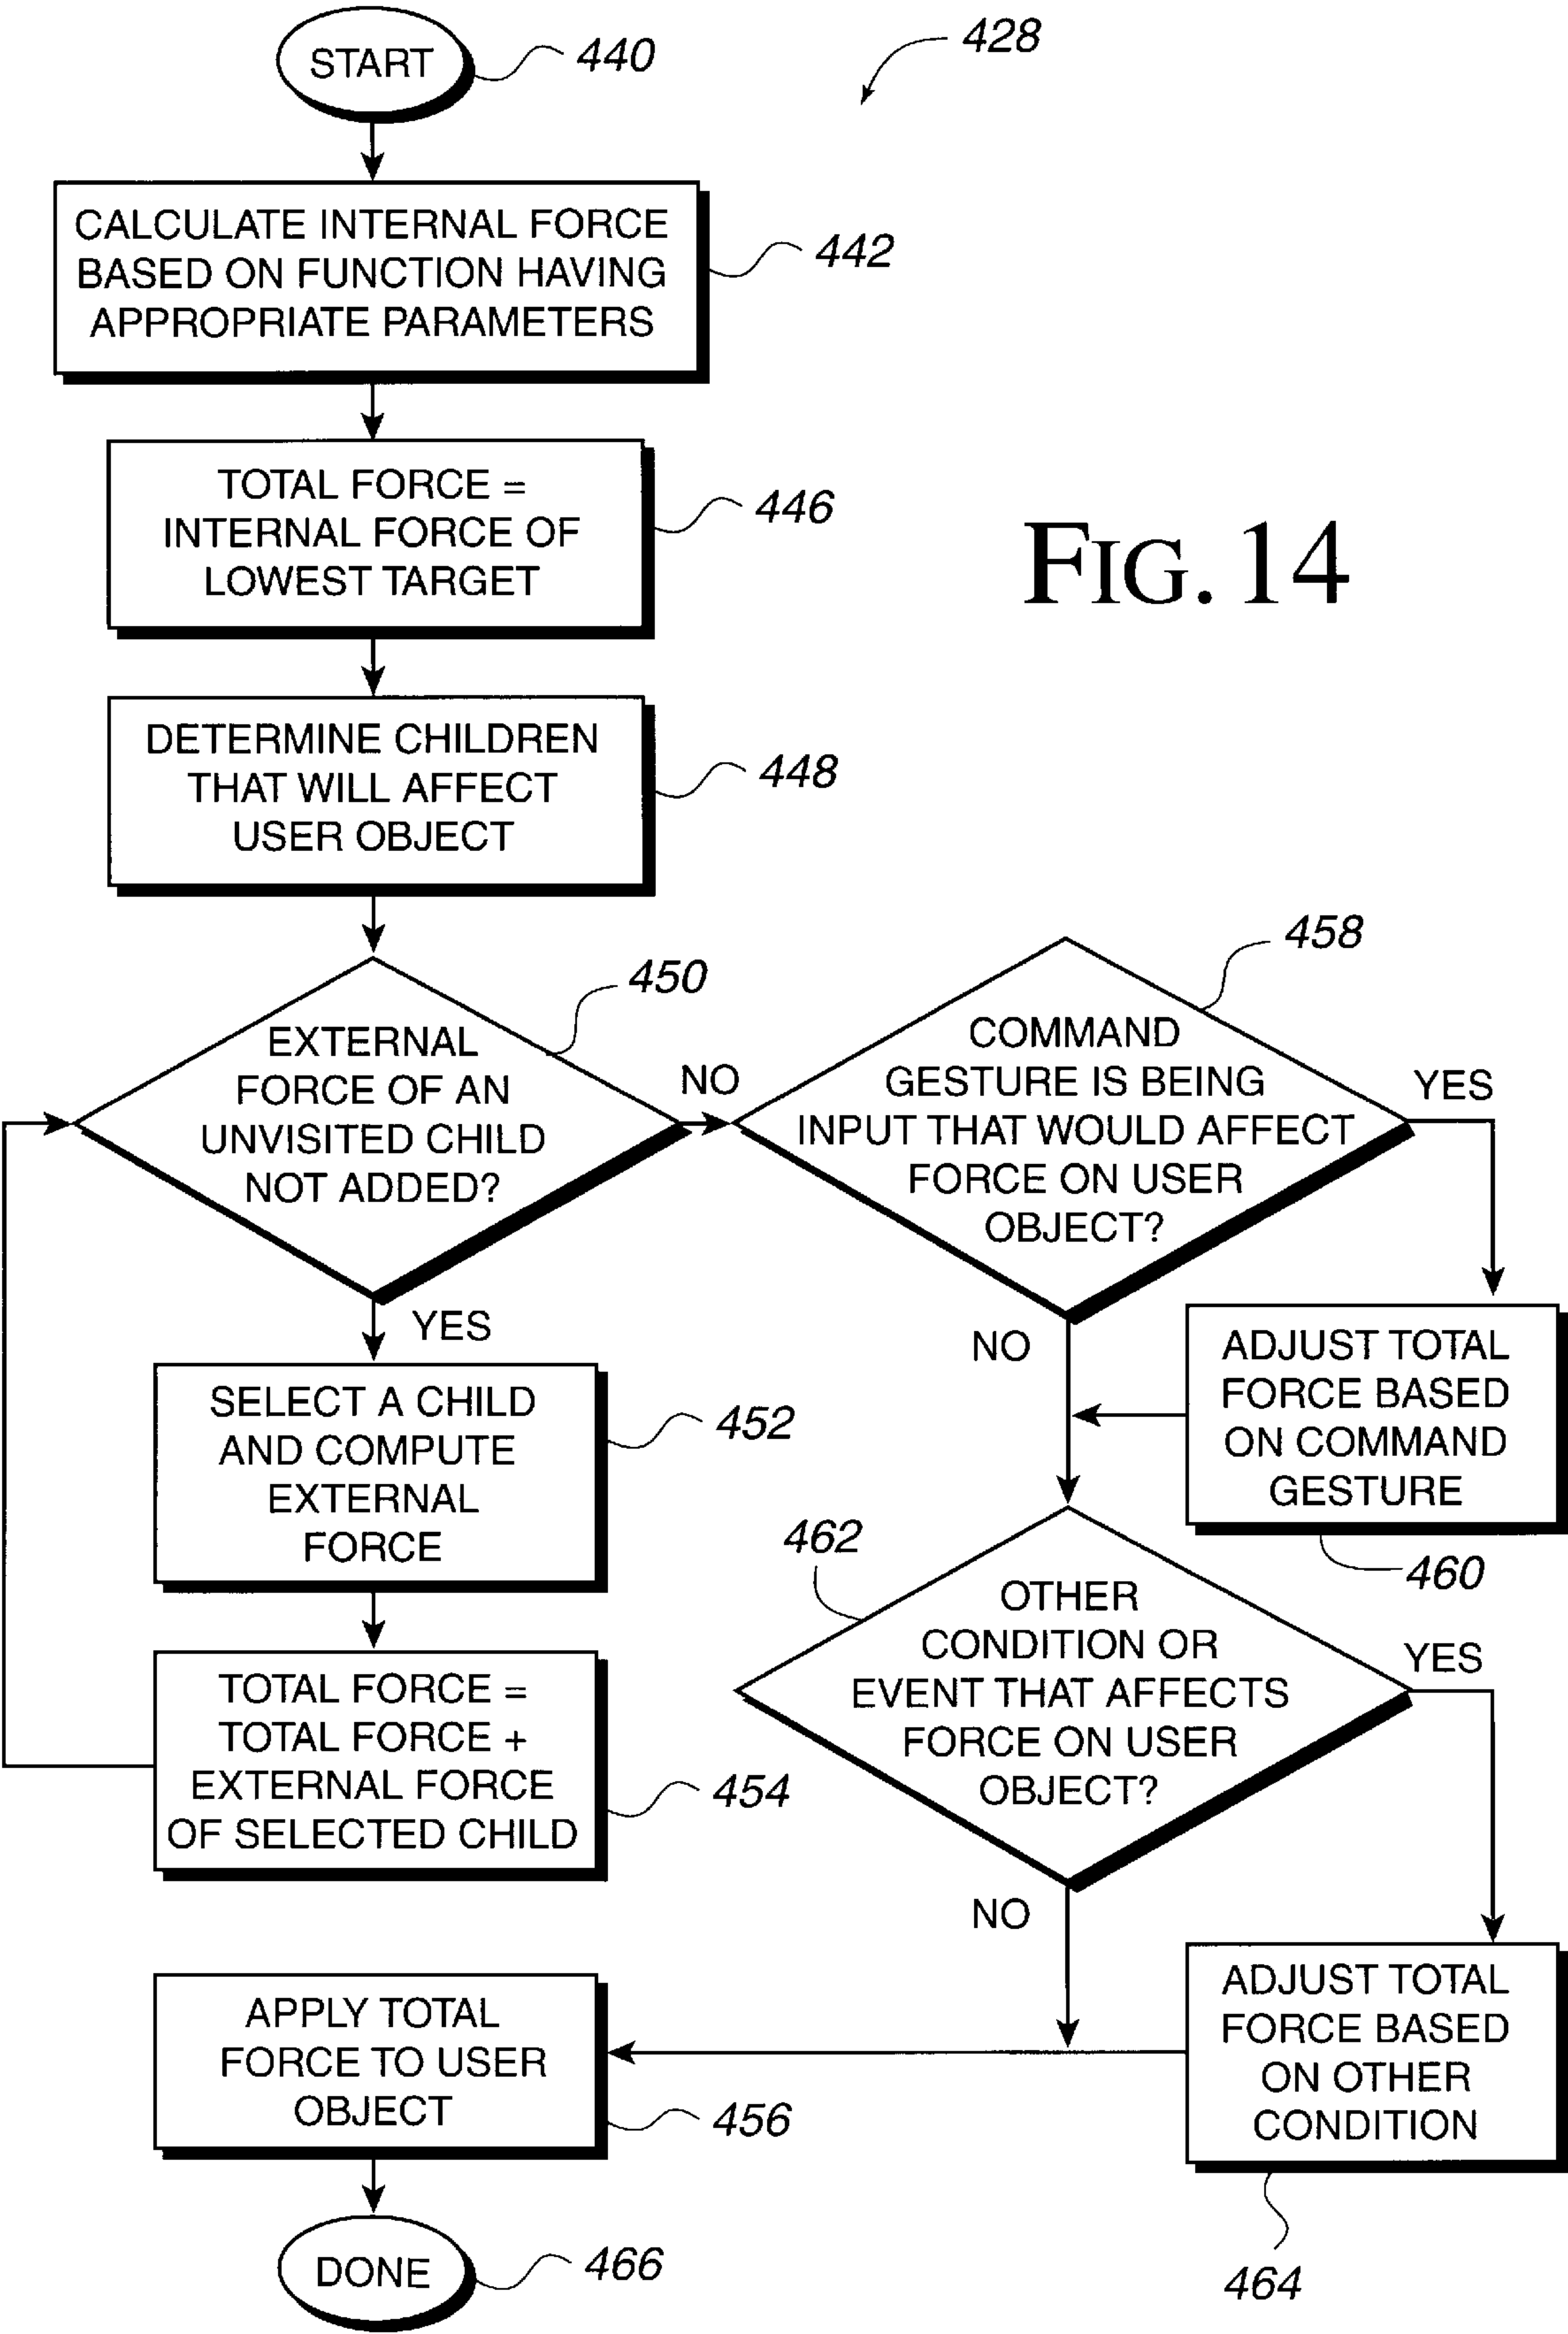 START
440
428
CALCULATE INTERNAL FORCE
BASED ON FUNCTION HAVING
APPROPRIATE PARAMETERS
442
TOTAL FORCE =
INTERNAL FORCE OF
LOWEST TARGET
446
FIG. 14
DETERMINE CHILDREN
THAT WILL AFFECT
USER OBJECT
448
EXTERNAL
FORCE OF AN
UNVISITED CHILD
NOT ADDED?
450
NO
YES
COMMAND
GESTURE IS BEING
INPUT THAT WOULD AFFECT
FORCE ON USER
OBJECT?
458
YES
NO
ADJUST TOTAL
FORCE BASED
ON COMMAND
GESTURE
460
SELECT A CHILD
AND COMPUTE
EXTERNAL
FORCE
452
TOTAL FORCE =
TOTAL FORCE +
EXTERNAL FORCE
OF SELECTED CHILD
454
462
OTHER
CONDITION OR
EVENT THAT AFFECTS
FORCE ON USER
OBJECT?
YES
NO
ADJUST TOTAL
FORCE BASED
ON OTHER
CONDITION
464
APPLY TOTAL
FORCE TO USER
OBJECT
456
DONE
466